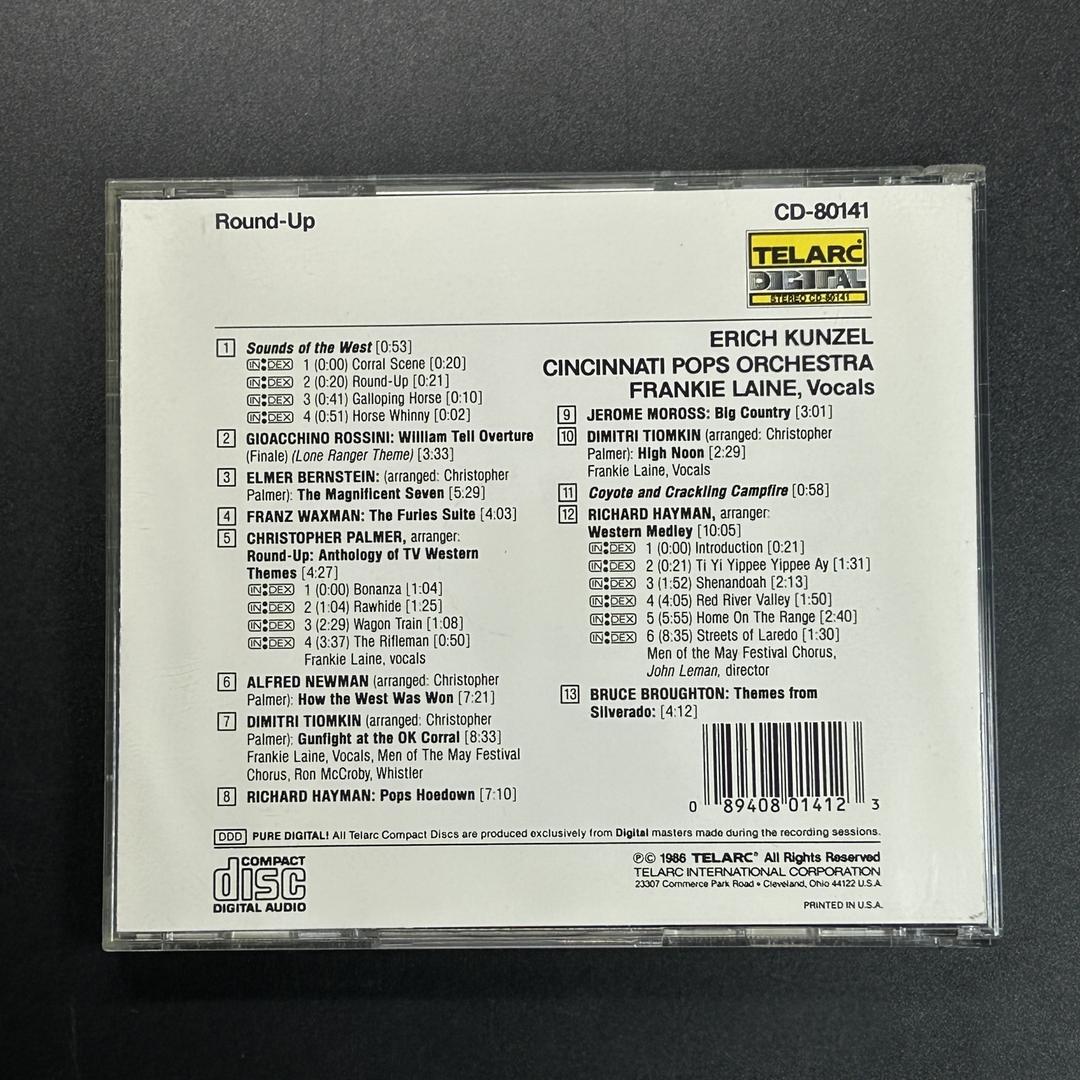 Round-Up
CD-80141
TELARC
DIGITAL
STEREO CD-80141
ERICH KUNZEL
CINCINNATI POPS ORCHESTRA
FRANKIE LAINE, Vocals
1 Sounds of the West [0:53]
INDEX 1 (0:00) Corral Scene [0:20]
INDEX 2 (0:20) Round-Up [0:21]
INDEX 3 (0:41) Galloping Horse [0:10]
INDEX 4 (0:51) Horse Whinny [0:02]
2 GIOACCHINO ROSSINI: William Tell Overture
(Finale) (Lone Ranger Theme) [3:33]
3 ELMER BERNSTEIN: (arranged: Christopher
Palmer): The Magnificent Seven [5:29]
4 FRANZ WAXMAN: The Furies Suite [4:03]
5 CHRISTOPHER PALMER, arranger:
Round-Up: Anthology of TV Western
Themes [4:27]
INDEX 1 (0:00) Bonanza [1:04]
INDEX 2 (1:04) Rawhide [1:25]
INDEX 3 (2:29) Wagon Train [1:08]
INDEX 4 (3:37) The Rifleman [0:50]
Frankie Laine, vocals
6 ALFRED NEWMAN (arranged: Christopher
Palmer): How the West Was Won [7:21]
7 DIMITRI TIOMKIN (arranged: Christopher
Palmer): Gunfight at the OK Corral [8:33]
Frankie Laine, Vocals, Men of The May Festival
Chorus, Ron McCroby, Whistler
8 RICHARD HAYMAN: Pops Hoedown [7:10]
9 JEROME MOROSS: Big Country [3:01]
10 DIMITRI TIOMKIN (arranged: Christopher
Palmer): High Noon [2:29]
Frankie Laine, Vocals
11 Coyote and Crackling Campfire [0:58]
12 RICHARD HAYMAN, arranger:
Western Medley [10:05]
INDEX 1 (0:00) Introduction [0:21]
INDEX 2 (0:21) Ti Yi Yippee Yippee Ay [1:31]
INDEX 3 (1:52) Shenandoah [2:13]
INDEX 4 (4:05) Red River Valley [1:50]
INDEX 5 (5:55) Home On The Range [2:40]
INDEX 6 (8:35) Streets of Laredo [1:30]
Men of the May Festival Chorus,
John Leman, director
13 BRUCE BROUGHTON: Themes from
Silverado: [4:12]
0 89408 01412 3
DDD PURE DIGITAL! All Telarc Compact Discs are produced exclusively from Digital masters made during the recording sessions.
COMPACT
disc
DIGITAL AUDIO
℗© 1986 TELARC® All Rights Reserved
TELARC INTERNATIONAL CORPORATION
23307 Commerce Park Road • Cleveland, Ohio 44122 U.S.A.
PRINTED IN U.S.A.